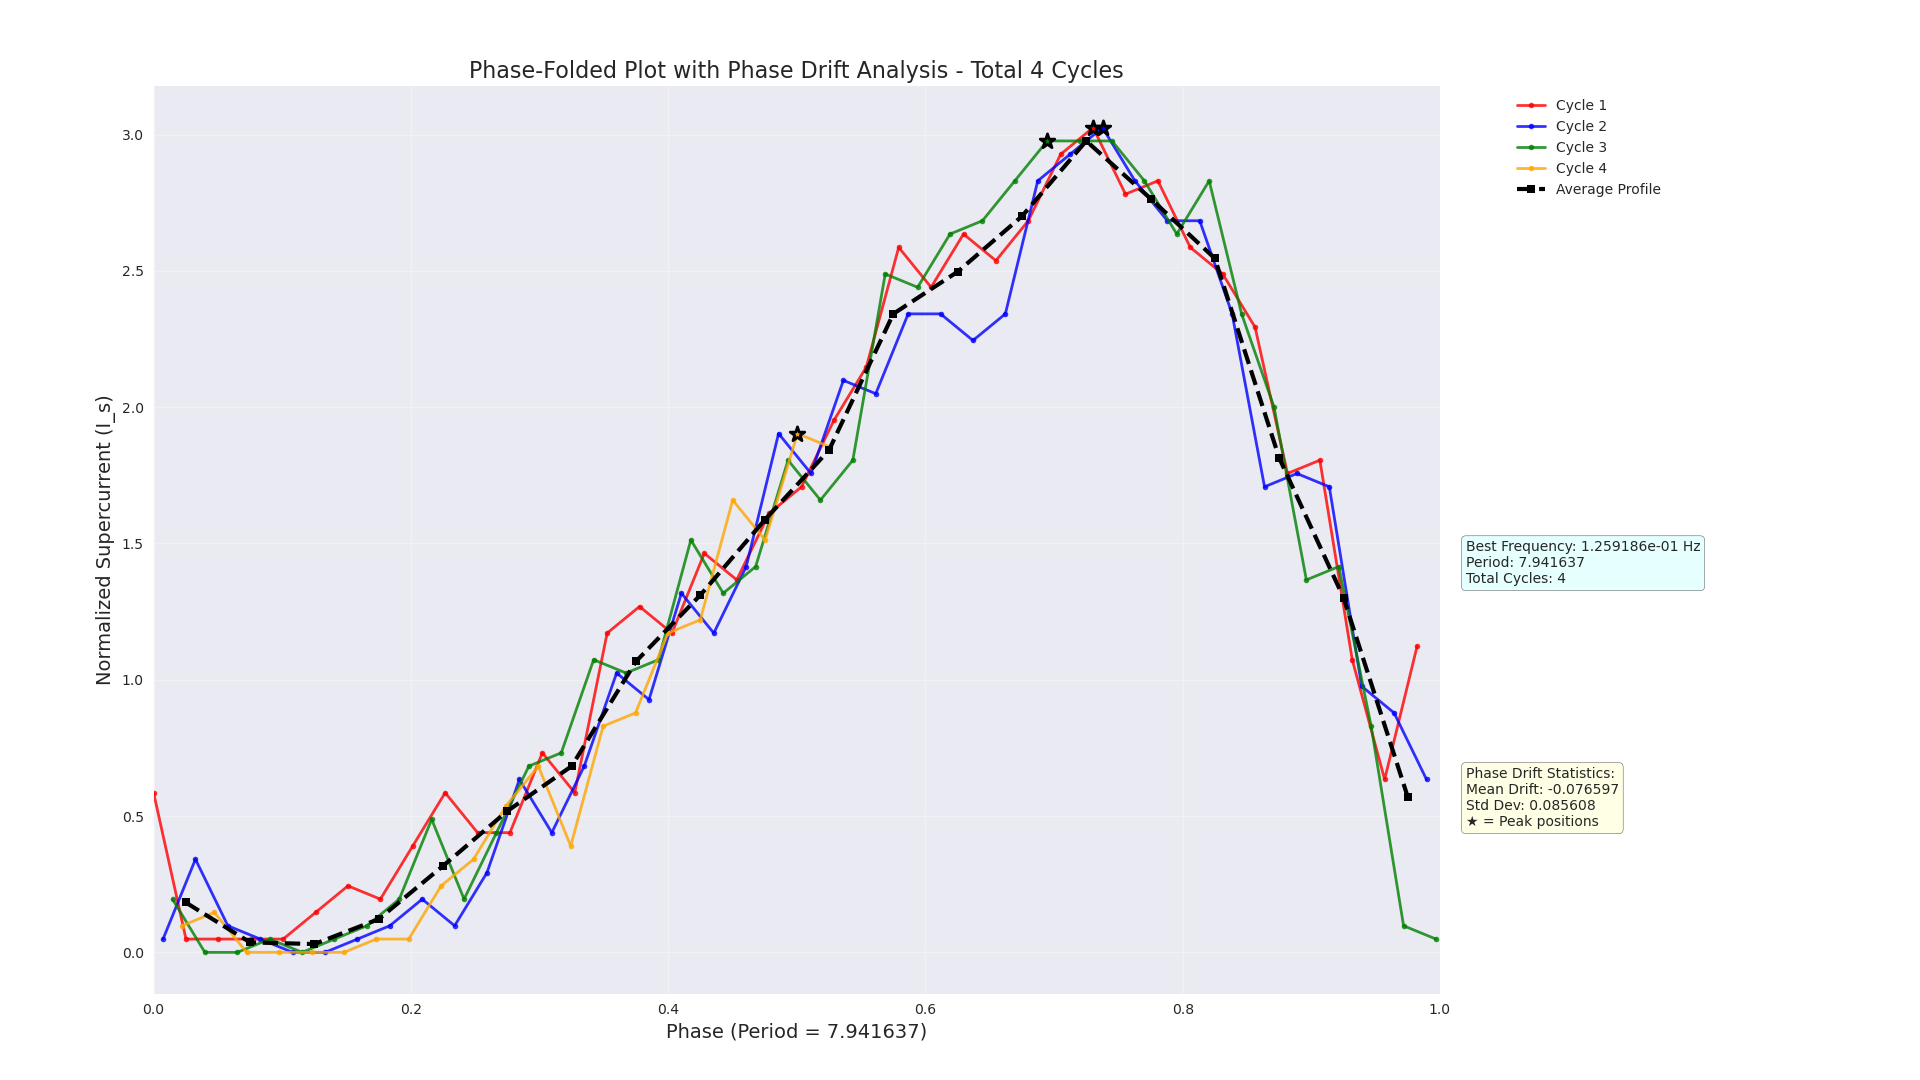 Phase-Folded Plot with Phase Drift Analysis - Total 4 Cycles
Normalized Supercurrent (I_s)
3.0
2.5
2.0
1.5
1.0
0.5
0.0
0.0
0.2
0.4
0.6
0.8
1.0
Phase (Period = 7.941637)
Cycle 1
Cycle 2
Cycle 3
Cycle 4
Average Profile
Best Frequency: 1.259186e-01 Hz
Period: 7.941637
Total Cycles: 4
Phase Drift Statistics:
Mean Drift: -0.076597
Std Dev: 0.085608
★ = Peak positions